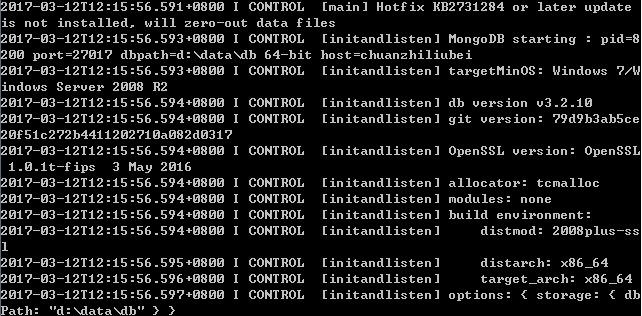 2017-03-12T12:15:56.591+0800 I CONTROL  [main] Hotfix KB2731284 or later update
is not installed, will zero-out data files
2017-03-12T12:15:56.593+0800 I CONTROL  [initandlisten] MongoDB starting : pid=8
200 port=27017 dbpath=d:\data\db 64-bit host=chuanzhiliubei
2017-03-12T12:15:56.593+0800 I CONTROL  [initandlisten] targetMinOS: Windows 7/W
indows Server 2008 R2
2017-03-12T12:15:56.594+0800 I CONTROL  [initandlisten] db version v3.2.10
2017-03-12T12:15:56.594+0800 I CONTROL  [initandlisten] git version: 79d9b3ab5ce
20f51c272b4411202710a082d0317
2017-03-12T12:15:56.594+0800 I CONTROL  [initandlisten] OpenSSL version: OpenSSL
 1.0.1t-fips  3 May 2016
2017-03-12T12:15:56.594+0800 I CONTROL  [initandlisten] allocator: tcmalloc
2017-03-12T12:15:56.594+0800 I CONTROL  [initandlisten] modules: none
2017-03-12T12:15:56.594+0800 I CONTROL  [initandlisten] build environment:
2017-03-12T12:15:56.594+0800 I CONTROL  [initandlisten]     distmod: 2008plus-ss
l
2017-03-12T12:15:56.595+0800 I CONTROL  [initandlisten]     distarch: x86_64
2017-03-12T12:15:56.596+0800 I CONTROL  [initandlisten]     target_arch: x86_64
2017-03-12T12:15:56.597+0800 I CONTROL  [initandlisten] options: { storage: { db
Path: "d:\data\db" } }